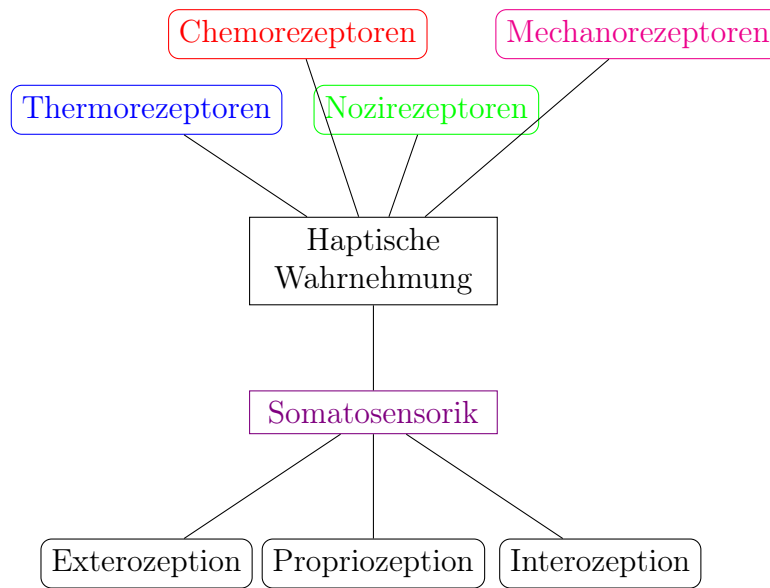 Chemorezeptoren
Mechanorezeptoren
Thermorezeptoren
Nozirezeptoren
Haptische
Wahrnehmung
Somatosensorik
Exterozeption
Propriozeption
Interozeption